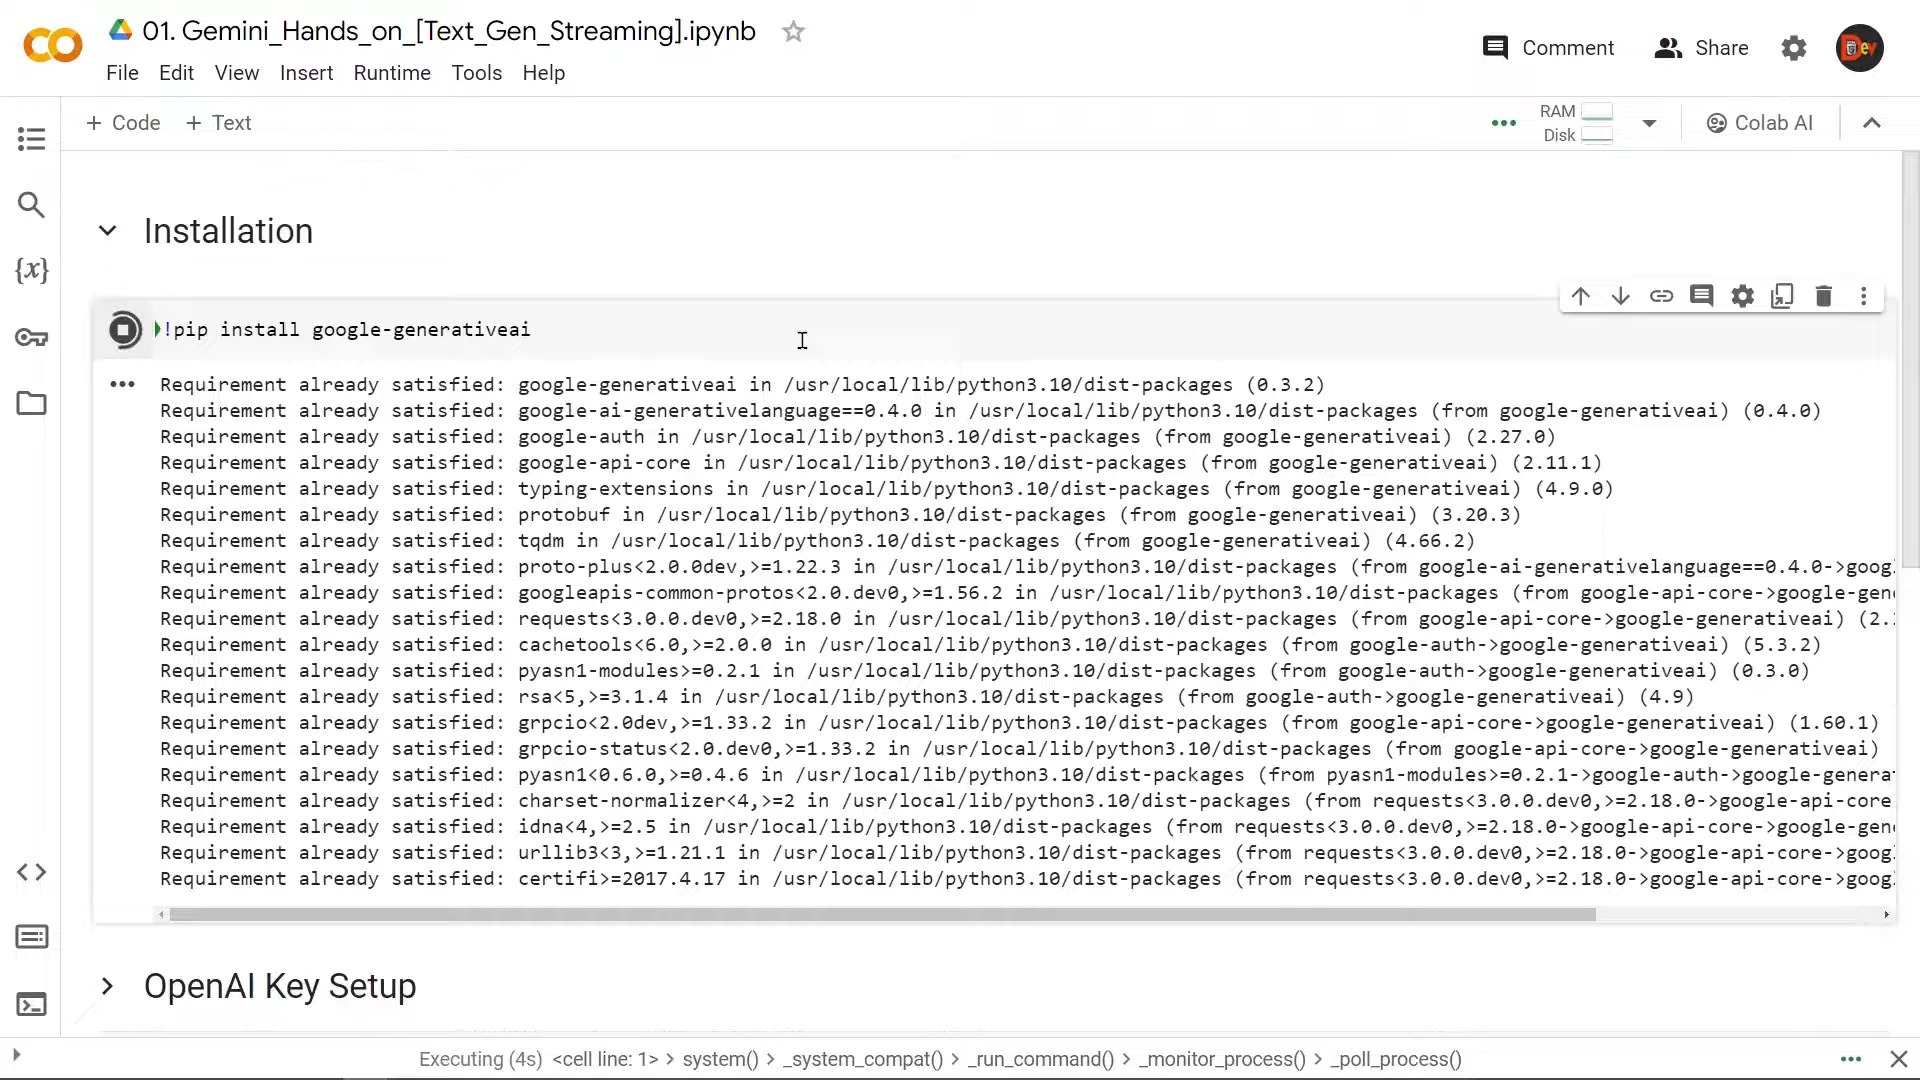 01. Gemini_Hands_on_[Text_Gen_Streaming].ipynb
File Edit View Insert Runtime Tools Help
Comment
Share
Dev
+ Code + Text
RAM
Disk
Colab AI
Installation
{x}
!pip install google-generativeai
Requirement already satisfied: google-generativeai in /usr/local/lib/python3.10/dist-packages (0.3.2)
Requirement already satisfied: google-ai-generativelanguage==0.4.0 in /usr/local/lib/python3.10/dist-packages (from google-generativeai) (0.4.0)
Requirement already satisfied: google-auth in /usr/local/lib/python3.10/dist-packages (from google-generativeai) (2.27.0)
Requirement already satisfied: google-api-core in /usr/local/lib/python3.10/dist-packages (from google-generativeai) (2.11.1)
Requirement already satisfied: typing-extensions in /usr/local/lib/python3.10/dist-packages (from google-generativeai) (4.9.0)
Requirement already satisfied: protobuf in /usr/local/lib/python3.10/dist-packages (from google-generativeai) (3.20.3)
Requirement already satisfied: tqdm in /usr/local/lib/python3.10/dist-packages (from google-generativeai) (4.66.2)
Requirement already satisfied: proto-plus<2.0.0dev,>=1.22.3 in /usr/local/lib/python3.10/dist-packages (from google-ai-generativelanguage==0.4.0->goog
Requirement already satisfied: googleapis-common-protos<2.0.dev0,>=1.56.2 in /usr/local/lib/python3.10/dist-packages (from google-api-core->google-gen
Requirement already satisfied: requests<3.0.0.dev0,>=2.18.0 in /usr/local/lib/python3.10/dist-packages (from google-api-core->google-generativeai) (2.
Requirement already satisfied: cachetools<6.0,>=2.0.0 in /usr/local/lib/python3.10/dist-packages (from google-auth->google-generativeai) (5.3.2)
Requirement already satisfied: pyasn1-modules>=0.2.1 in /usr/local/lib/python3.10/dist-packages (from google-auth->google-generativeai) (0.3.0)
Requirement already satisfied: rsa<5,>=3.1.4 in /usr/local/lib/python3.10/dist-packages (from google-auth->google-generativeai) (4.9)
Requirement already satisfied: grpcio<2.0dev,>=1.33.2 in /usr/local/lib/python3.10/dist-packages (from google-api-core->google-generativeai) (1.60.1)
Requirement already satisfied: grpcio-status<2.0.dev0,>=1.33.2 in /usr/local/lib/python3.10/dist-packages (from google-api-core->google-generativeai)
Requirement already satisfied: pyasn1<0.6.0,>=0.4.6 in /usr/local/lib/python3.10/dist-packages (from pyasn1-modules>=0.2.1->google-auth->google-genera
Requirement already satisfied: charset-normalizer<4,>=2 in /usr/local/lib/python3.10/dist-packages (from requests<3.0.0.dev0,>=2.18.0->google-api-core
Requirement already satisfied: idna<4,>=2.5 in /usr/local/lib/python3.10/dist-packages (from requests<3.0.0.dev0,>=2.18.0->google-api-core->google-gen
Requirement already satisfied: urllib3<3,>=1.21.1 in /usr/local/lib/python3.10/dist-packages (from requests<3.0.0.dev0,>=2.18.0->google-api-core->goog
Requirement already satisfied: certifi>=2017.4.17 in /usr/local/lib/python3.10/dist-packages (from requests<3.0.0.dev0,>=2.18.0->google-api-core->goog
OpenAI Key Setup
Executing (4s) <cell line: 1> > system() > _system_compat() > _run_command() > _monitor_process() > _poll_process()